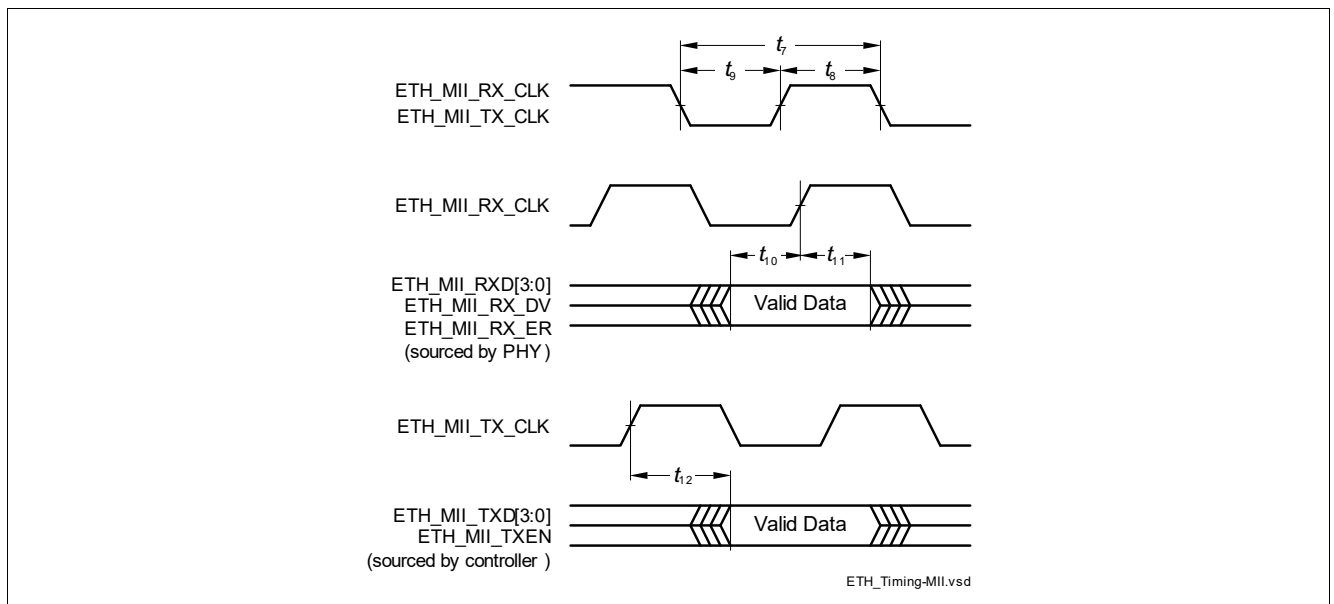 t7
t9
t8
ETH_MII_RX_CLK
ETH_MII_TX_CLK
ETH_MII_RX_CLK
t10
t11
ETH_MII_RXD[3:0]
ETH_MII_RX_DV
ETH_MII_RX_ER
(sourced by PHY )
Valid Data
ETH_MII_TX_CLK
t12
ETH_MII_TXD[3:0]
ETH_MII_TXEN
(sourced by controller )
Valid Data
ETH_Timing-MII.vsd